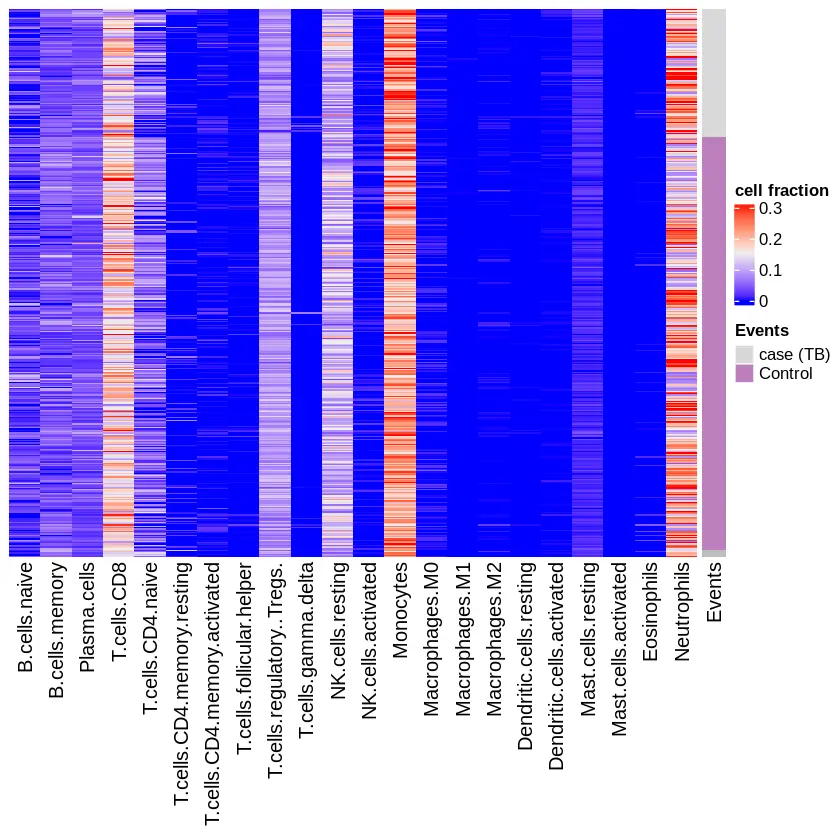 cell fraction
0.3
0.2
0.1
0
Events
case (TB)
Control
B.cells.naive
B.cells.memory
Plasma.cells
T.cells.CD8
T.cells.CD4.naive
T.cells.CD4.memory.resting
T.cells.CD4.memory.activated
T.cells.follicular.helper
T.cells.regulatory..Tregs.
T.cells.gamma.delta
NK.cells.resting
NK.cells.activated
Monocytes
Macrophages.M0
Macrophages.M1
Macrophages.M2
Dendritic.cells.resting
Dendritic.cells.activated
Mast.cells.resting
Mast.cells.activated
Eosinophils
Neutrophils
Events